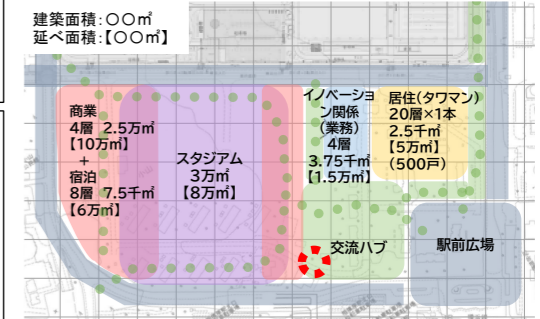 建築面積:〇〇㎡
延べ面積:【〇〇㎡】
商業
4層 2.5万㎡
【10万㎡】
+
宿泊
8層 7.5千㎡
【6万㎡】
スタジアム
3万㎡
【8万㎡】
イノベーショ
ン関係
(業務)
4層
3.75千㎡
【1.5万㎡】
居住(タワマン)
20層×1本
2.5千㎡
【5万㎡】
(500戸)
交流ハブ
駅前広場